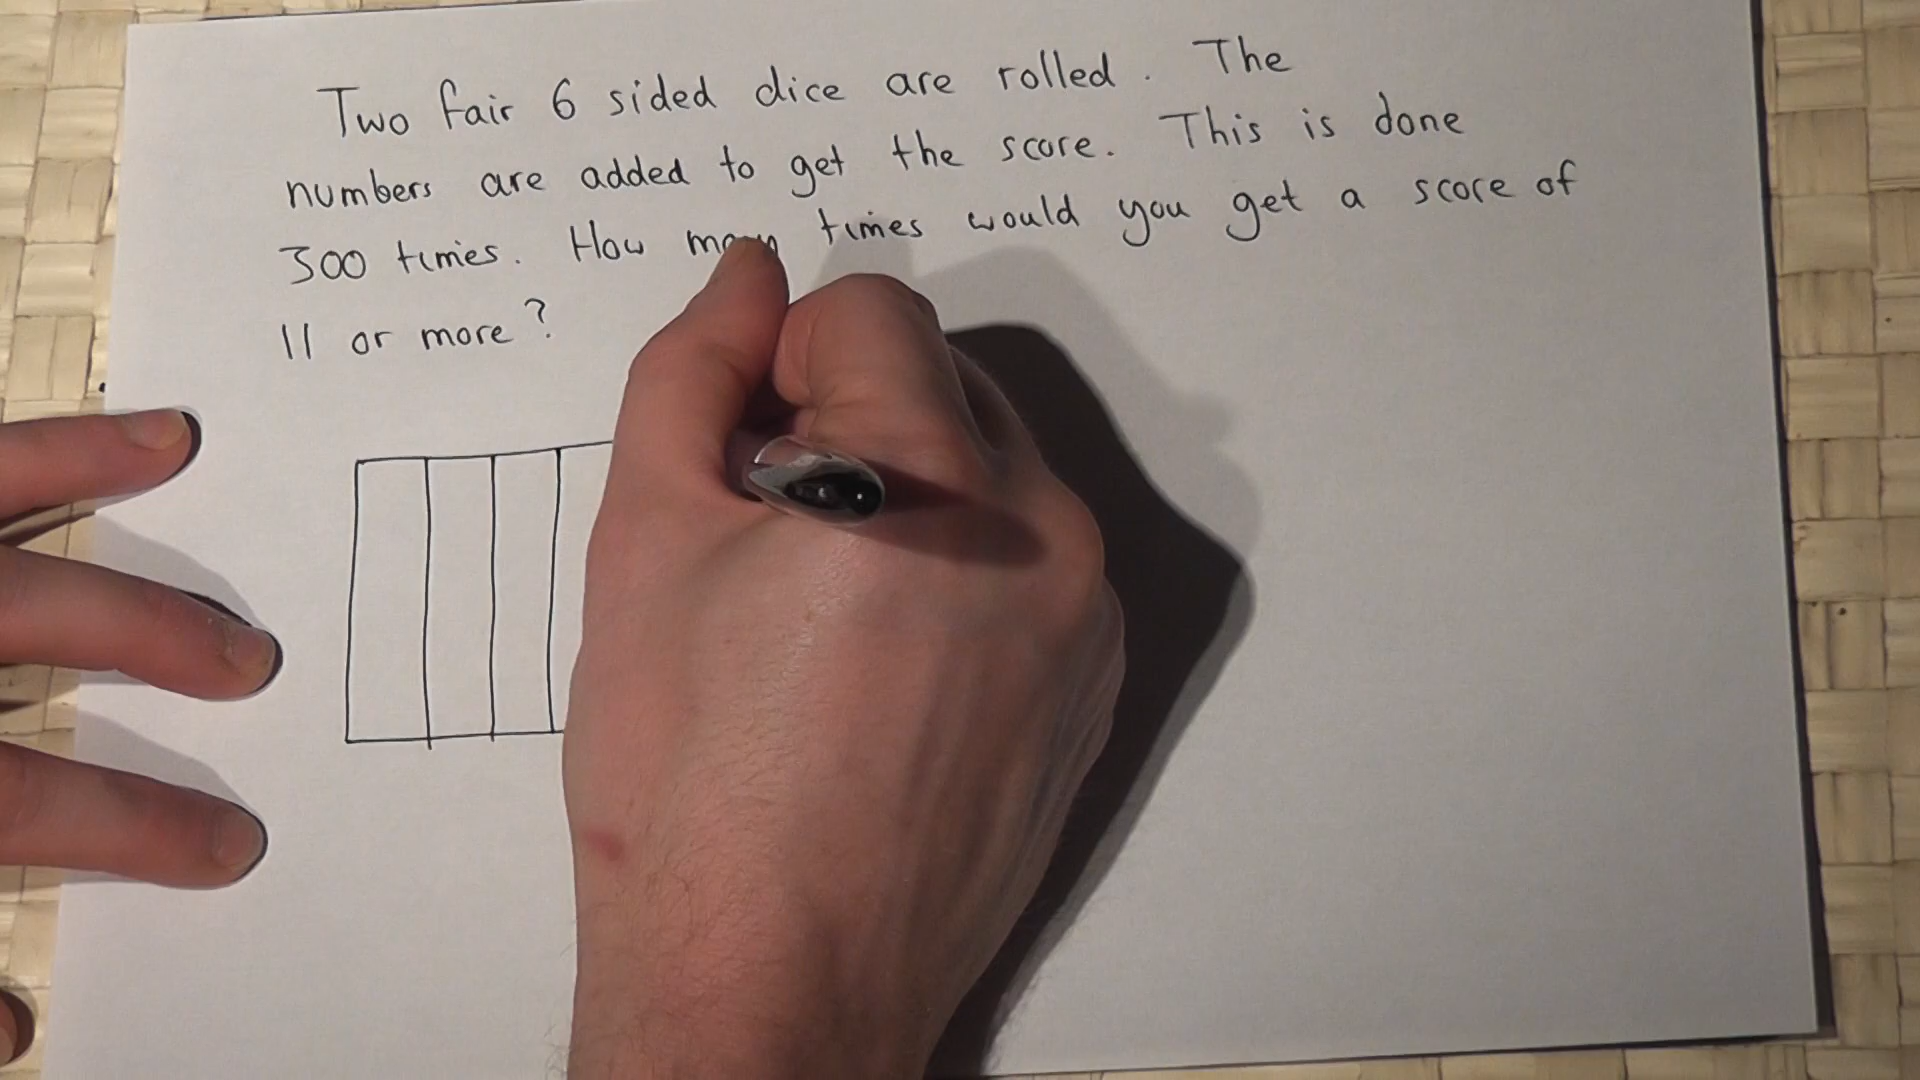 Two fair 6 sided dice are rolled. The
numbers are added to get the score. This is done
300 times. How many times would you get a score of
11 or more?